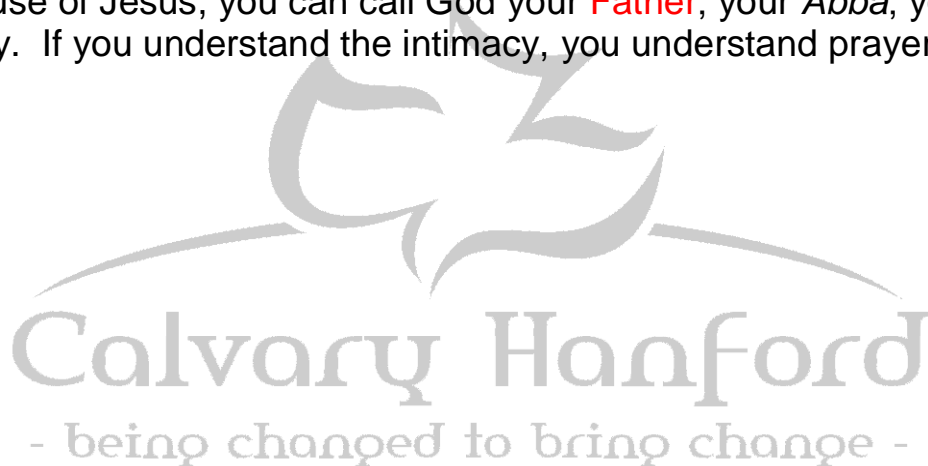 use of Jesus, you can call God your Father, your Abba,
If you understand the intimacy, you understand prayer
Calvary Hanford
- being changed to bring change -